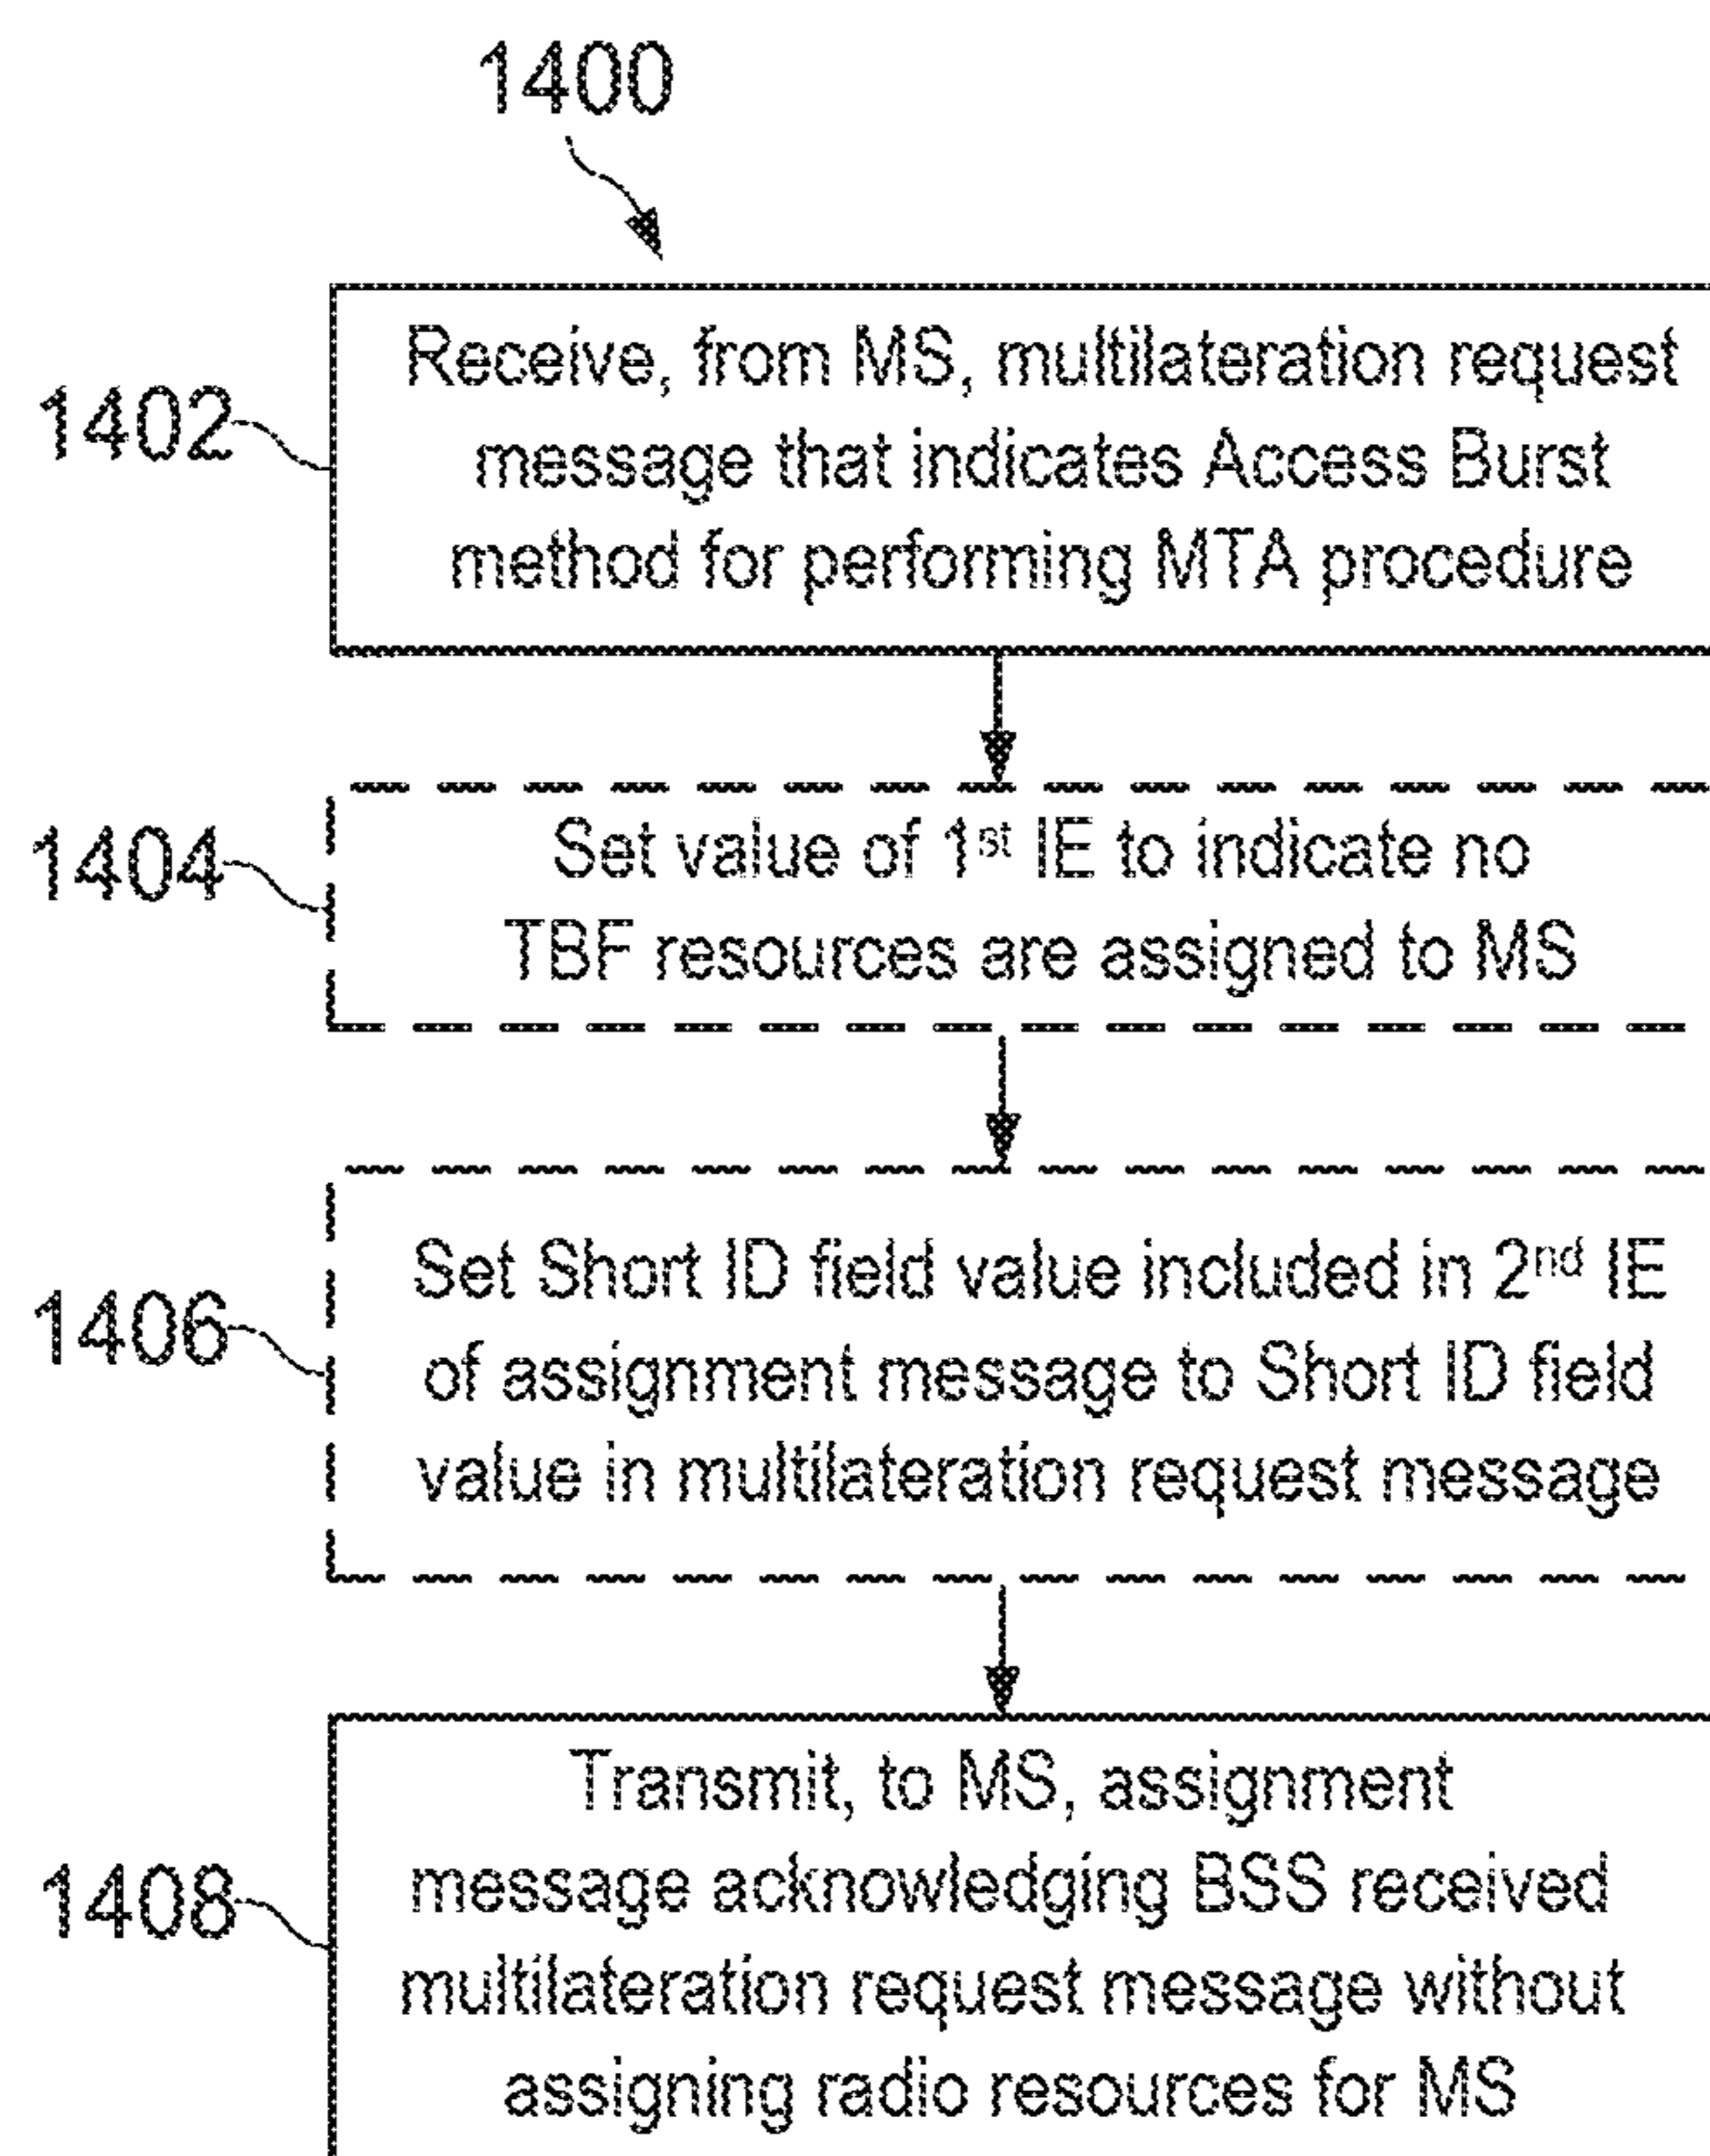 1400
1402
Receive, from MS, multilateration request
message that indicates Access Burst
method for performing MTA procedure
1404
Set value of 1st IE to indicate no
TBF resources are assigned to MS
1406
Set Short ID field value included in 2nd IE
of assignment message to Short ID field
value in multilateration request message
1408
Transmit, to MS, assignment
message acknowledging BSS received
multilateration request message without
assigning radio resources for MS